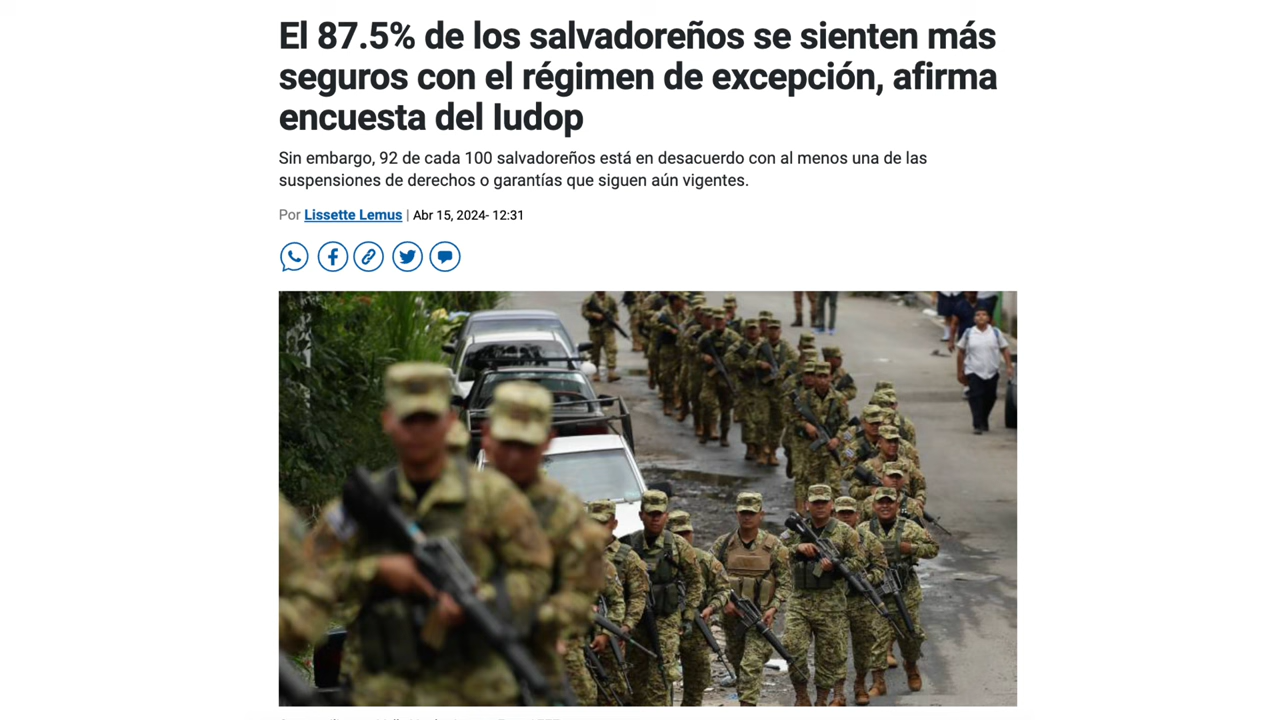 El 87.5% de los salvadoreños se sienten más
seguros con el régimen de excepción, afirma
encuesta del Iudop
Sin embargo, 92 de cada 100 salvadoreños está en desacuerdo con al menos una de las
suspensiones de derechos o garantías que siguen aún vigentes.
Por Lissette Lemus | Abr 15, 2024- 12:31